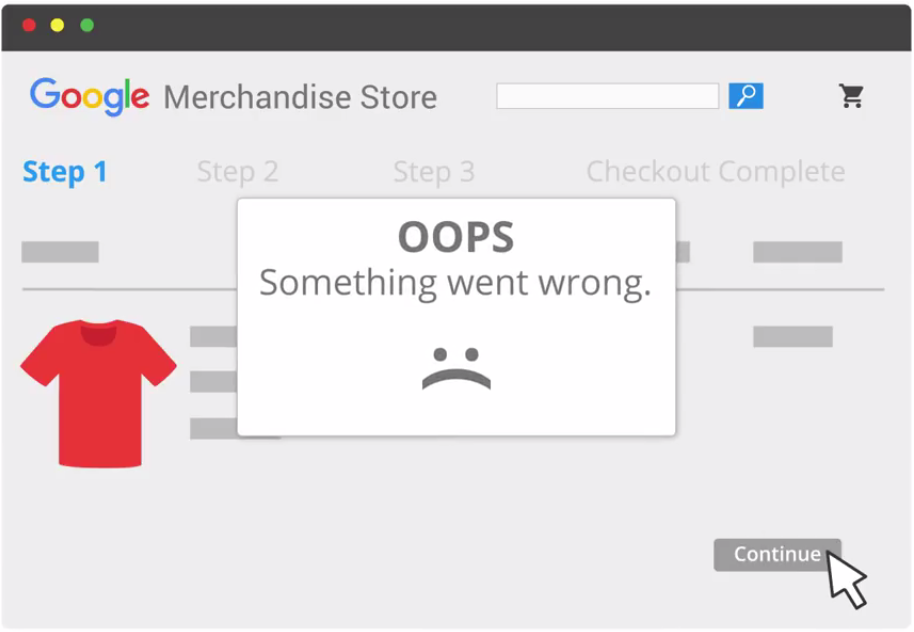 Google Merchandise Store
Step 1 Step 2 Step 3 Checkout Complete
OOPS
Something went wrong.
Continue